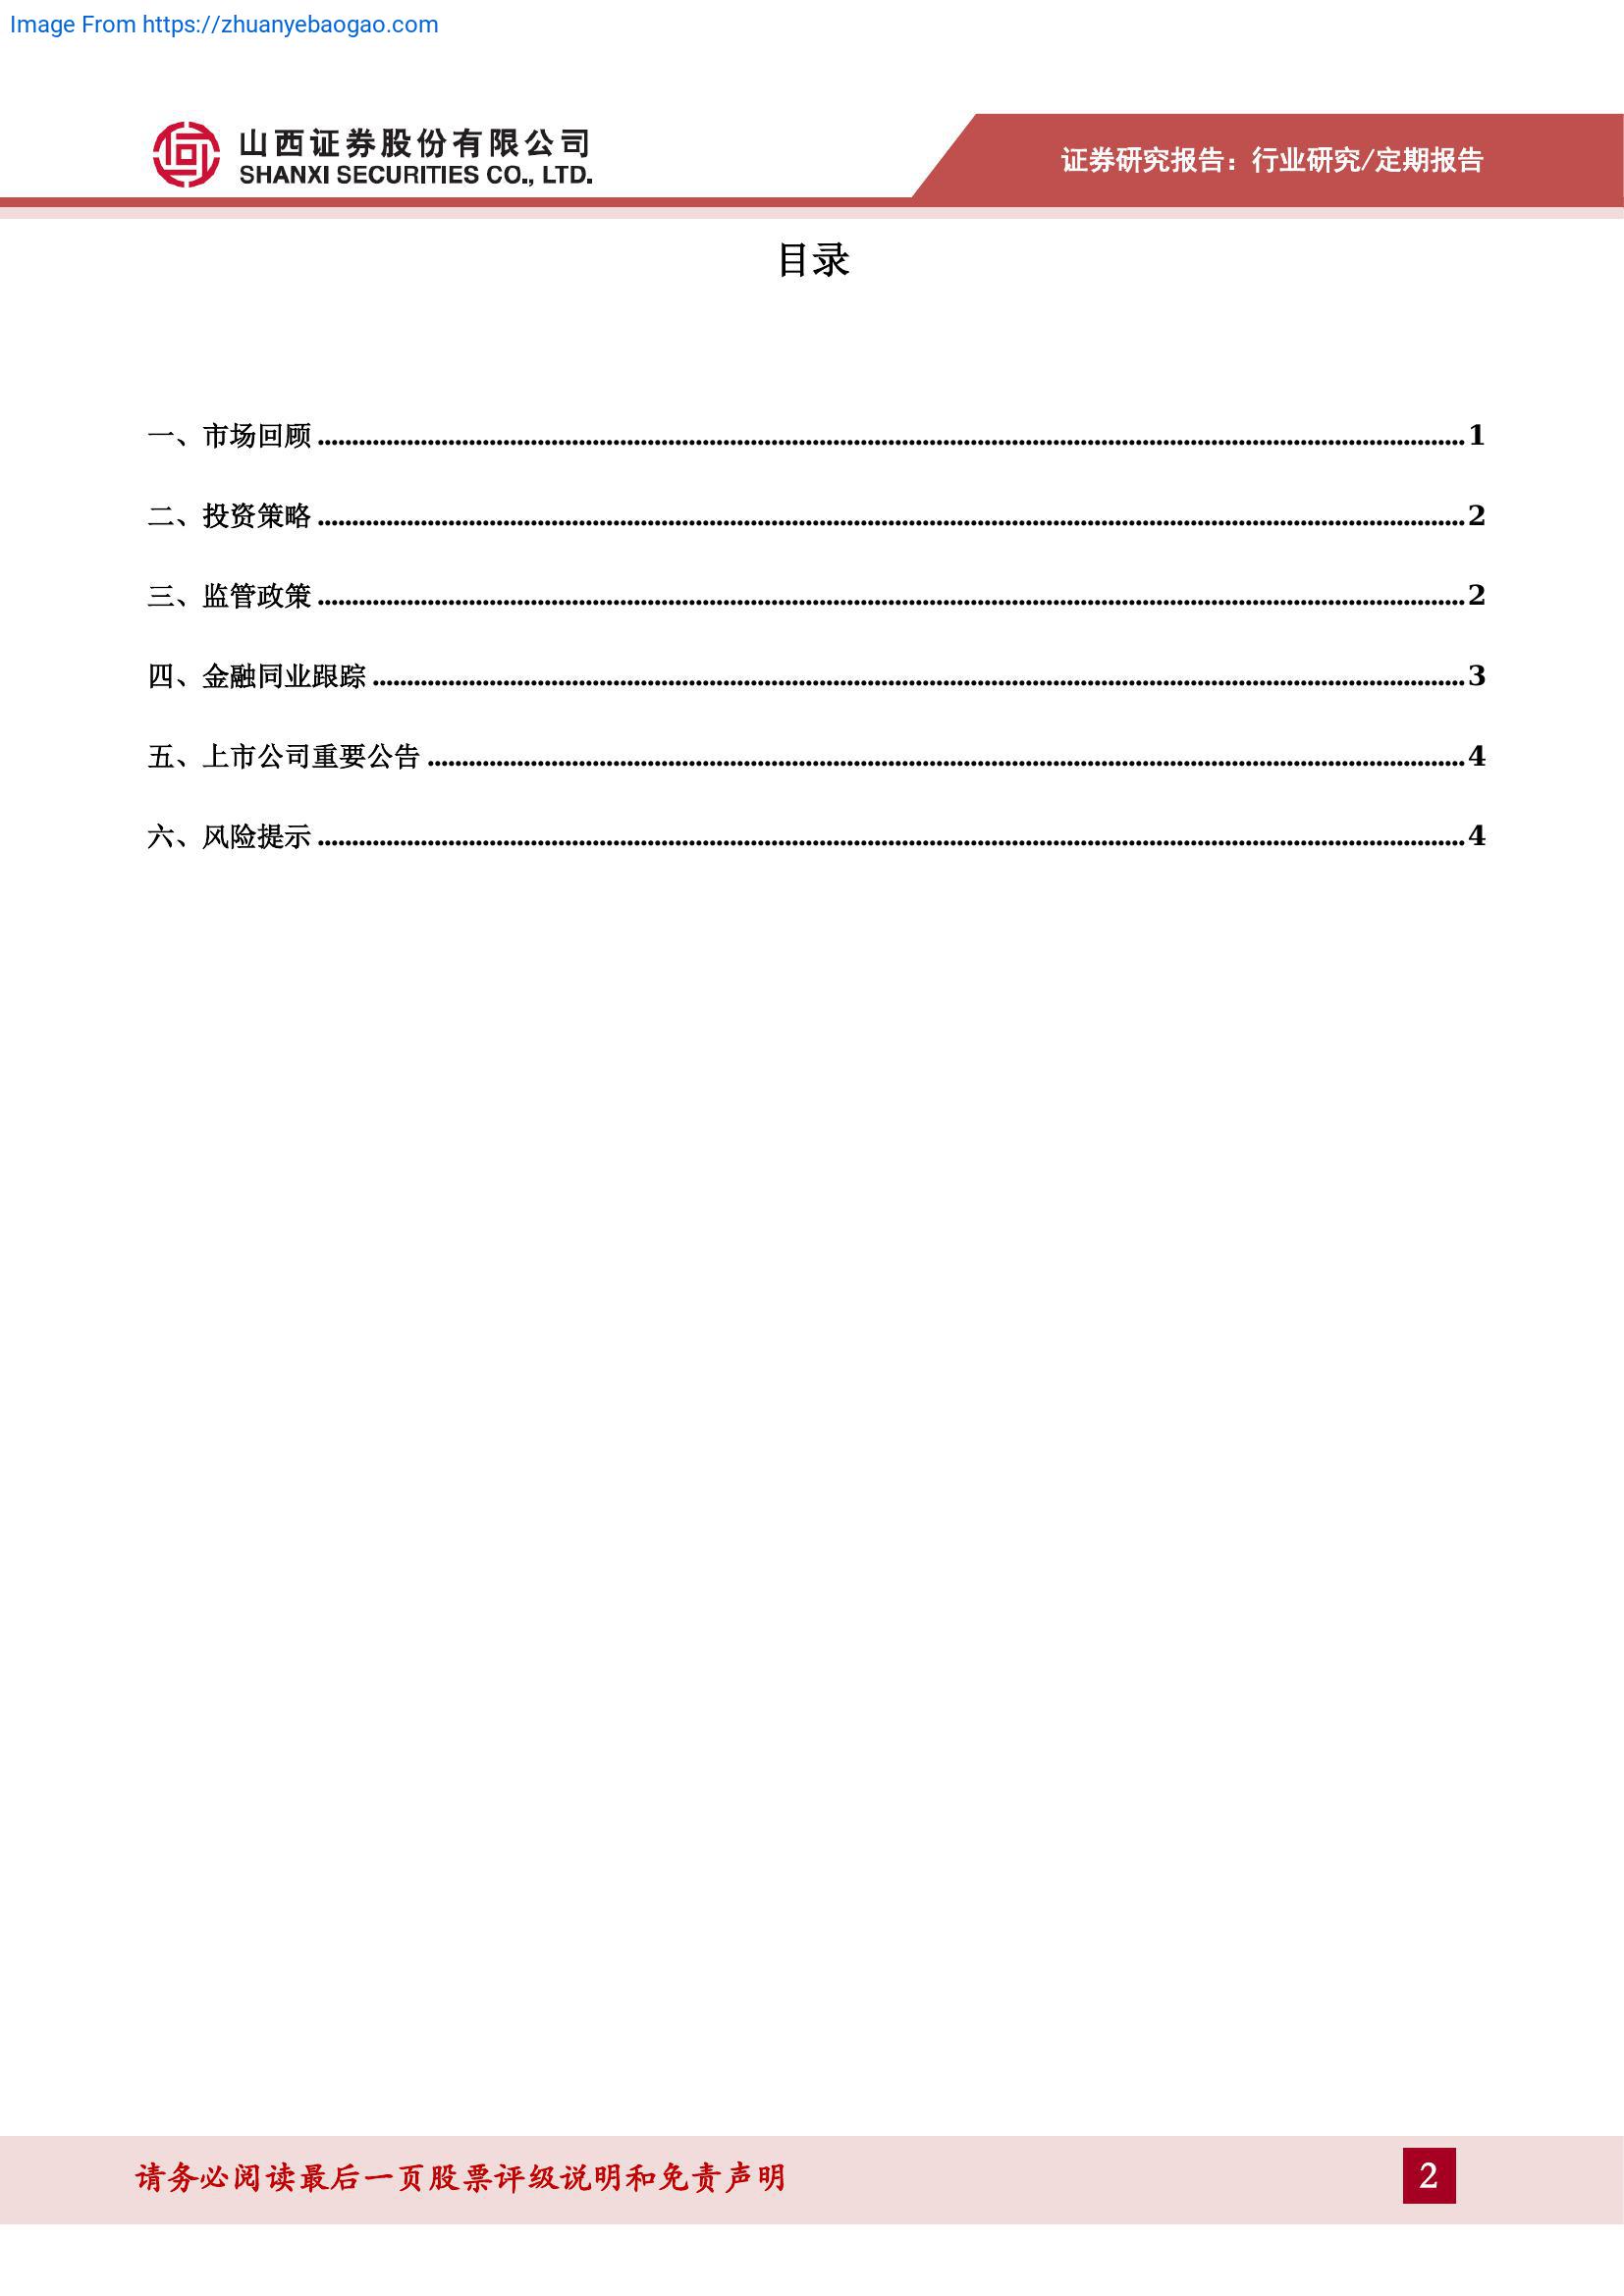 Image From https://zhuanyebaogao.com
山西证券股份有限公司
SHANXI SECURITIES CO., LTD.
证券研究报告：行业研究/定期报告
目录
一、市场回顾 1
二、投资策略 2
三、监管政策 2
四、金融同业跟踪 3
五、上市公司重要公告 4
六、风险提示 4
请务必阅读最后一页股票评级说明和免责声明
2